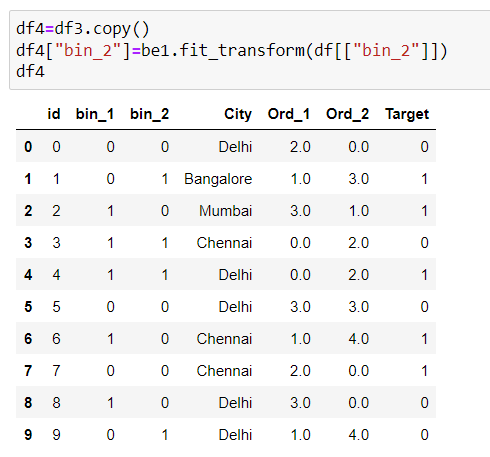 df4=df3.copy()
df4["bin_2"]=be1.fit_transform(df[["bin_2"]])
df4
id bin_1 bin_2 City Ord_1 Ord_2 Target
0 0 0 0 Delhi 2.0 0.0 0
1 1 0 1 Bangalore 1.0 3.0 1
2 2 1 0 Mumbai 3.0 1.0 1
3 3 1 1 Chennai 0.0 2.0 0
4 4 1 1 Delhi 0.0 2.0 1
5 5 0 0 Delhi 3.0 3.0 0
6 6 1 0 Chennai 1.0 4.0 1
7 7 0 0 Chennai 2.0 0.0 1
8 8 1 0 Delhi 3.0 0.0 0
9 9 0 1 Delhi 1.0 4.0 0